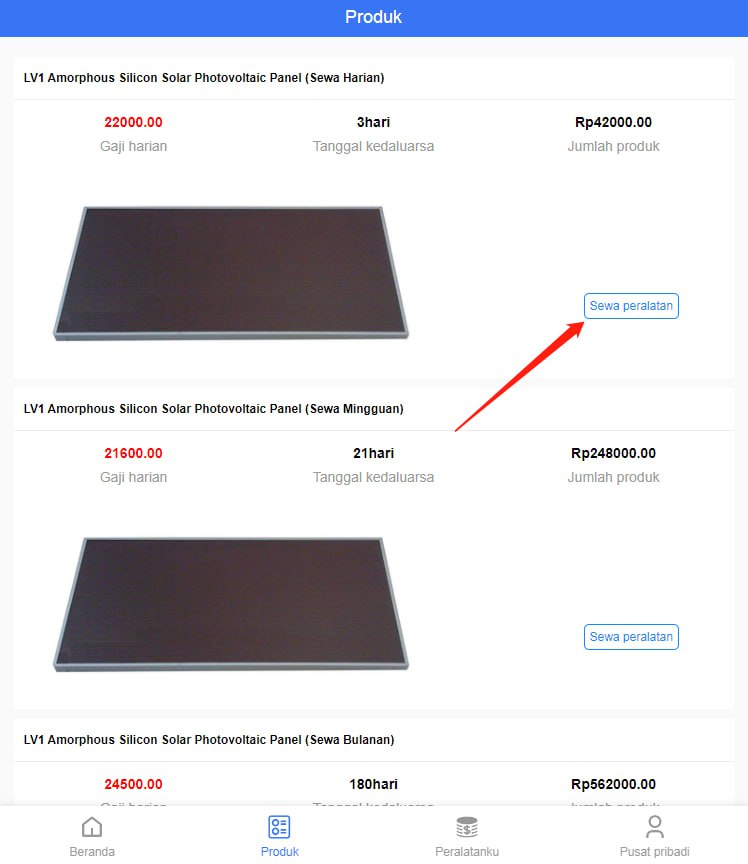 Produk
LV1 Amorphous Silicon Solar Photovoltaic Panel (Sewa Harian)
22000.00 3hari Rp42000.00
Gaji harian Tanggal kedaluarsa Jumlah produk
Sewa peralatan
LV1 Amorphous Silicon Solar Photovoltaic Panel (Sewa Mingguan)
21600.00 21hari Rp248000.00
Gaji harian Tanggal kedaluarsa Jumlah produk
Sewa peralatan
LV1 Amorphous Silicon Solar Photovoltaic Panel (Sewa Bulanan)
24500.00 180hari Rp562000.00
Gaji harian Tanggal kedaluarsa Jumlah produk
Beranda Produk Peralatanku Pusat pribadi